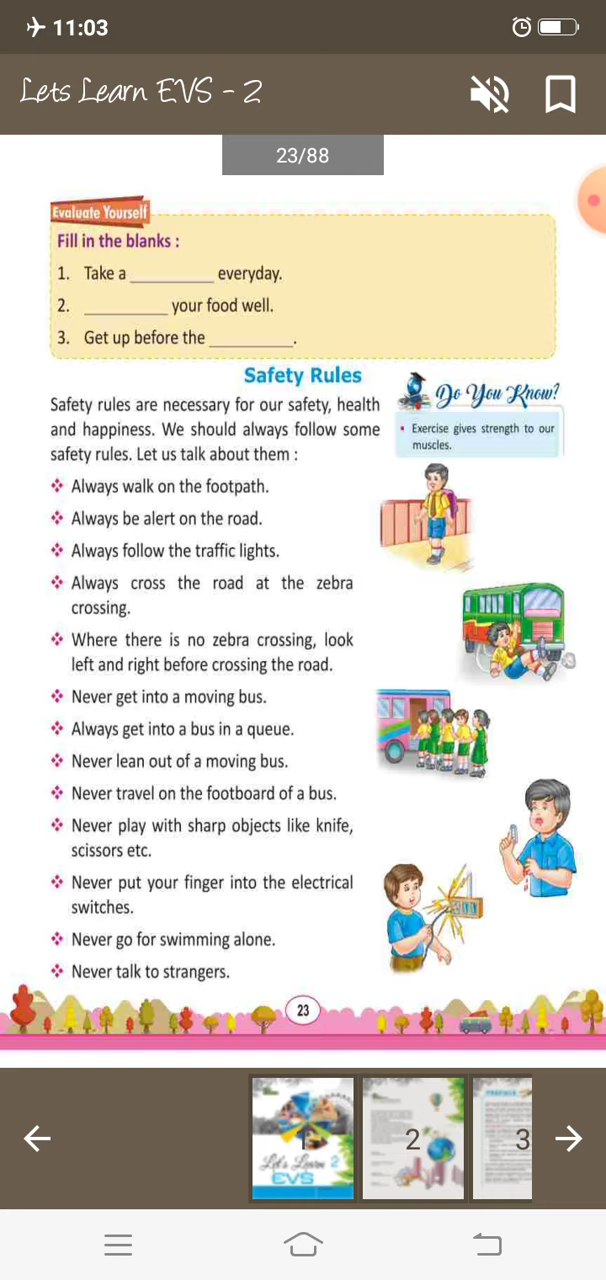 11:03
Lets Learn EVS - 2
23/88
Evaluate Yourself
Fill in the blanks :
1. Take a __________ everyday.
2. __________ your food well.
3. Get up before the __________.
Safety Rules
Safety rules are necessary for our safety, health
and happiness. We should always follow some
safety rules. Let us talk about them :
Do You Know?
• Exercise gives strength to our
muscles.
❖ Always walk on the footpath.
❖ Always be alert on the road.
❖ Always follow the traffic lights.
❖ Always cross the road at the zebra
crossing.
❖ Where there is no zebra crossing, look
left and right before crossing the road.
❖ Never get into a moving bus.
❖ Always get into a bus in a queue.
❖ Never lean out of a moving bus.
❖ Never travel on the footboard of a bus.
❖ Never play with sharp objects like knife,
scissors etc.
❖ Never put your finger into the electrical
switches.
❖ Never go for swimming alone.
❖ Never talk to strangers.
23
1
Let's Learn 2
EVS
2
PREFACE
3